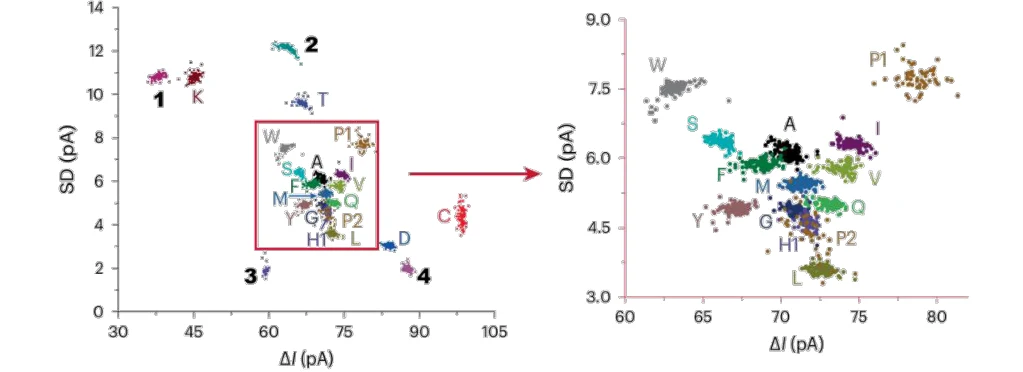 14
12
10
8
6
4
2
0
SD (pA)
30
45
60
75
90
105
ΔI (pA)
1
K
2
T
W
P1
S
A
I
F
V
M
Q
Y
G
P2
H1
L
C
D
3
4
9.0
7.5
6.0
4.5
3.0
SD (pA)
60
65
70
75
80
ΔI (pA)
W
P1
S
A
I
F
M
V
Y
G
Q
H1
P2
L